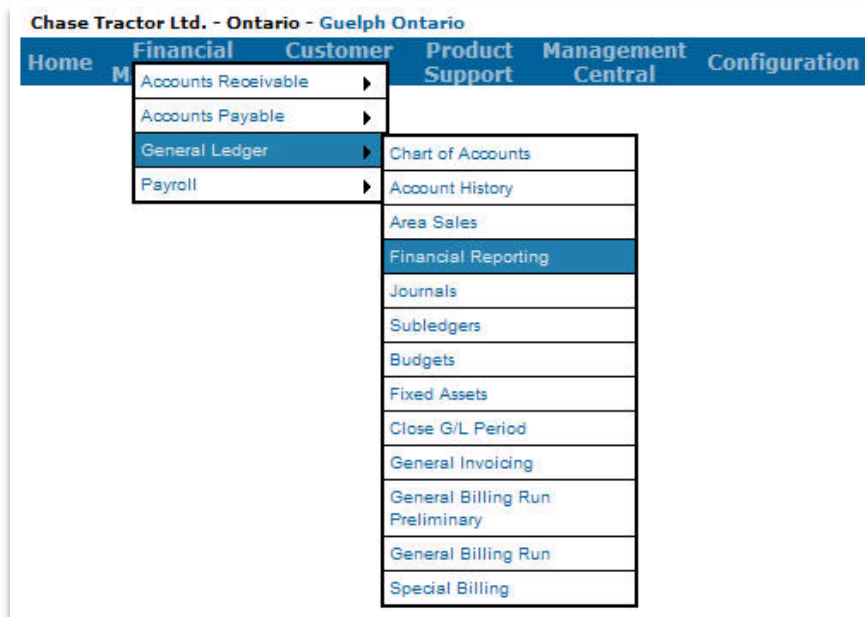 Chase Tractor Ltd. - Ontario - Guelph Ontario
Home Financial Customer Product Support Management Central Configuration
Accounts Receivable
Accounts Payable
General Ledger
Payroll
Chart of Accounts
Account History
Area Sales
Financial Reporting
Journals
Subledgers
Budgets
Fixed Assets
Close G/L Period
General Invoicing
General Billing Run
Preliminary
General Billing Run
Special Billing